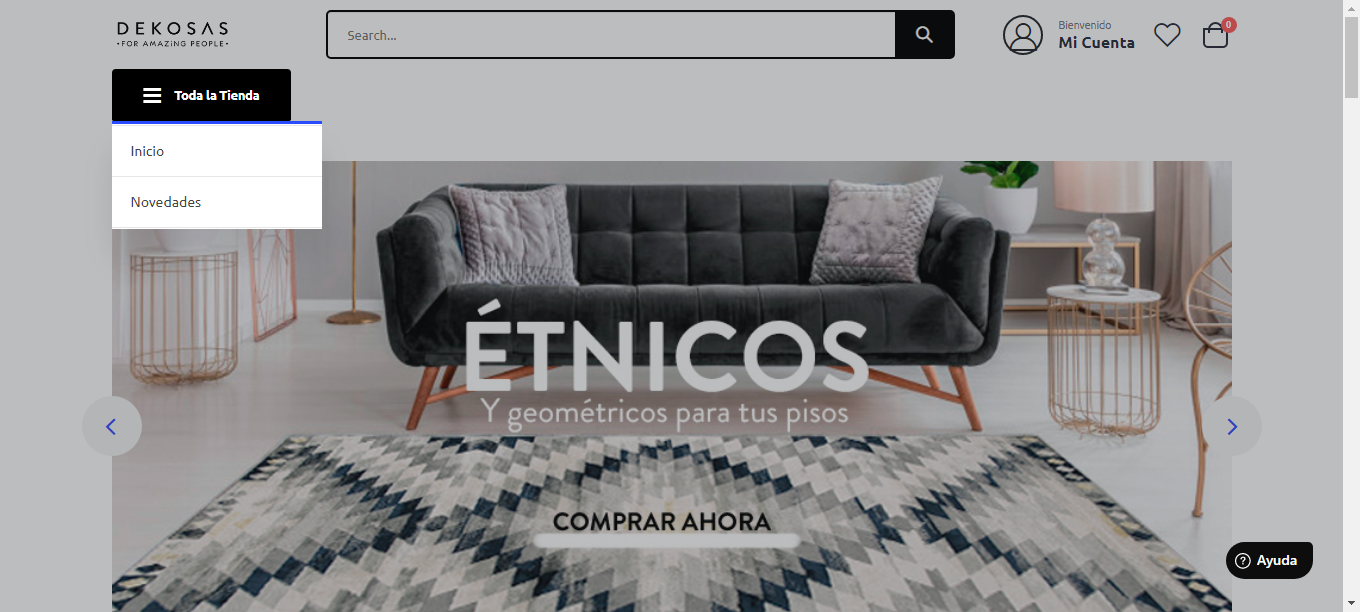 DEKOSAS
•FOR AMAZiNG PEOPLE•
Search...
Bienvenido
Mi Cuenta
0
Toda la Tienda
Inicio
Novedades
ÉTNICOS
Y geométricos para tus pisos
COMPRAR AHORA
Ayuda